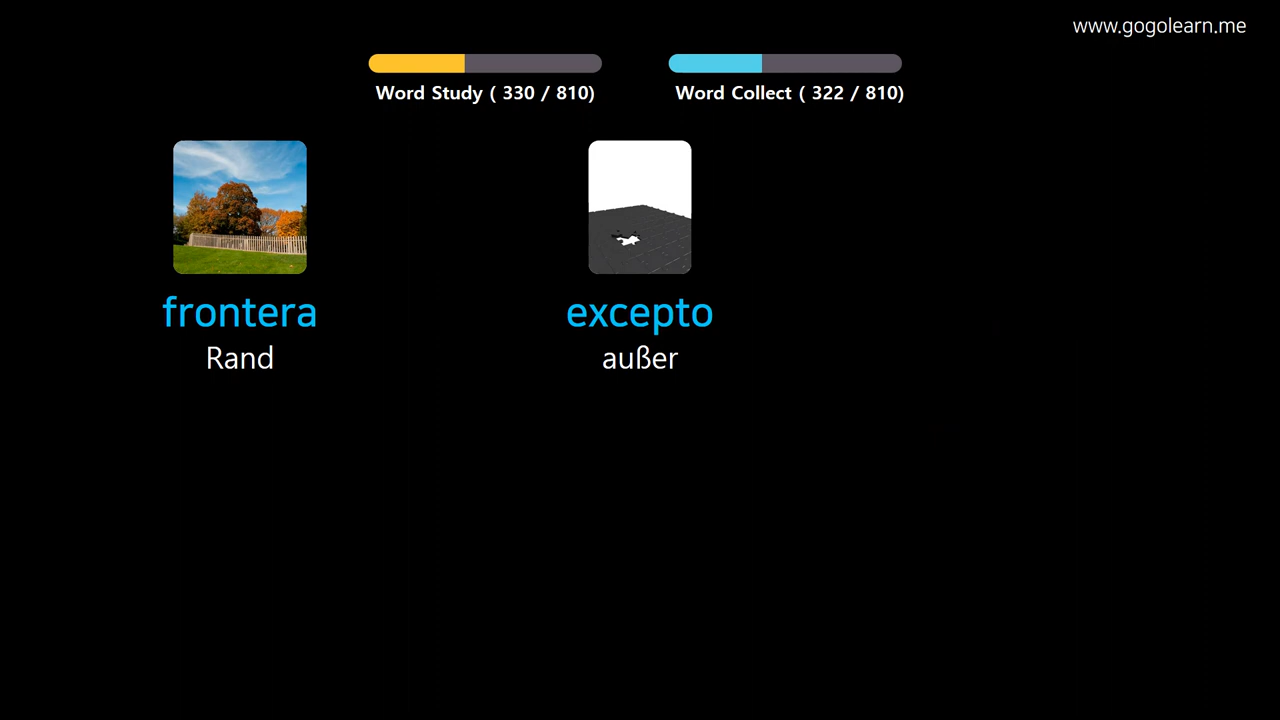 www.gogolearn.me
Word Study ( 330 / 810)
Word Collect ( 322 / 810)
frontera
Rand
excepto
außer